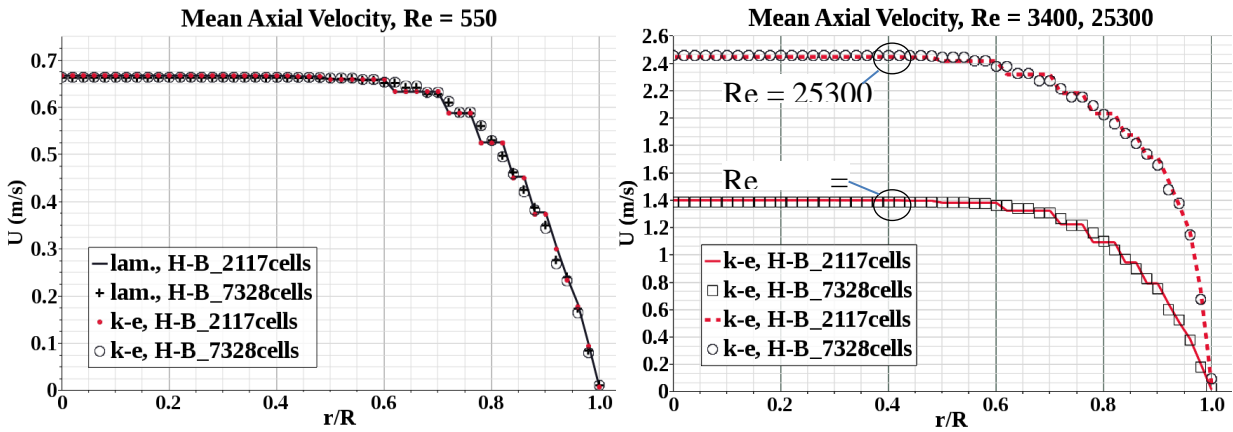 Mean Axial Velocity, Re = 550
U (m/s)
0.7
0.6
0.5
0.4
0.3
0.2
0.1
0
lam., H-B_2117cells
lam., H-B_7328cells
k-e, H-B_2117cells
k-e, H-B_7328cells
0 0.2 0.4 0.6 0.8 1.0
r/R
Mean Axial Velocity, Re = 3400, 25300
U (m/s)
2.6
2.4
2.2
2
1.8
1.6
1.4
1.2
1
0.8
0.6
0.4
0.2
0
Re = 25300
Re =
k-e, H-B_2117cells
k-e, H-B_7328cells
k-e, H-B_2117cells
k-e, H-B_7328cells
0 0.2 0.4 0.6 0.8 1.0
r/R